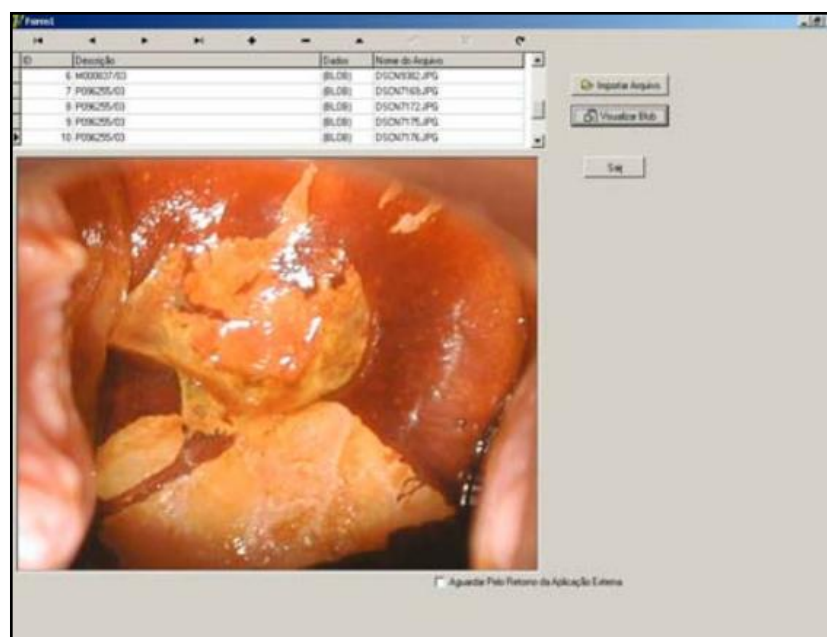 Form1
ID Descrição Dados Nome do Arquivo
6 M000037/03 (BLOB) DSCN9382.JPG
7 P096255/03 (BLOB) DSCN7169.JPG
8 P096255/03 (BLOB) DSCN7172.JPG
9 P096255/03 (BLOB) DSCN7175.JPG
10 P096255/03 (BLOB) DSCN7176.JPG
Importar Arquivo
Visualizar Blob
Sair
Aguardar Pelo Retorno da Aplicação Externa